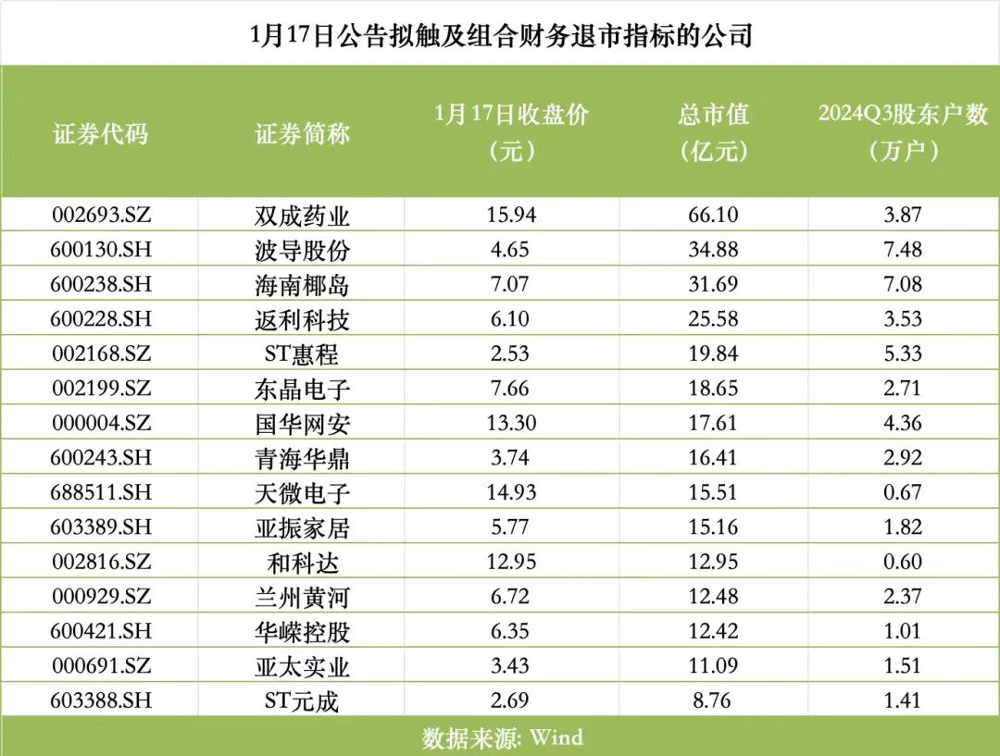 1月17日公告拟触及组合财务退市指标的公司
证券代码 证券简称 1月17日收盘价（元） 总市值（亿元） 2024Q3股东户数（万户）
002693.SZ 双成药业 15.94 66.10 3.87
600130.SH 波导股份 4.65 34.88 7.48
600238.SH 海南椰岛 7.07 31.69 7.08
600228.SH 返利科技 6.10 25.58 3.53
002168.SZ ST惠程 2.53 19.84 5.33
002199.SZ 东晶电子 7.66 18.65 2.71
000004.SZ 国华网安 13.30 17.61 4.36
600243.SH 青海华鼎 3.74 16.41 2.92
688511.SH 天微电子 14.93 15.51 0.67
603389.SH 亚振家居 5.77 15.16 1.82
002816.SZ 和科达 12.95 12.95 0.60
000929.SZ 兰州黄河 6.72 12.48 2.37
600421.SH 华嵘控股 6.35 12.42 1.01
000691.SZ 亚太实业 3.43 11.09 1.51
603388.SH ST元成 2.69 8.76 1.41
数据来源: Wind